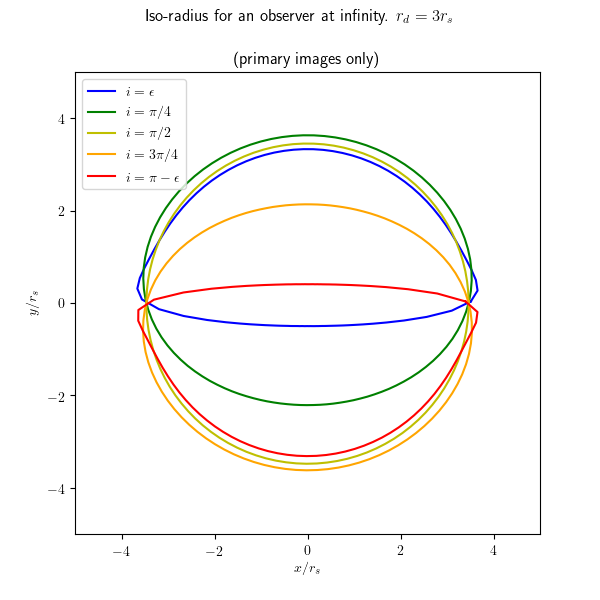 Iso-radius for an observer at infinity. $r_d = 3r_s$
(primary images only)
$i = \epsilon$
$i = \pi/4$
$i = \pi/2$
$i = 3\pi/4$
$i = \pi - \epsilon$
4
2
0
−2
−4
$y/r_s$
−4 −2 0 2 4
$x/r_s$